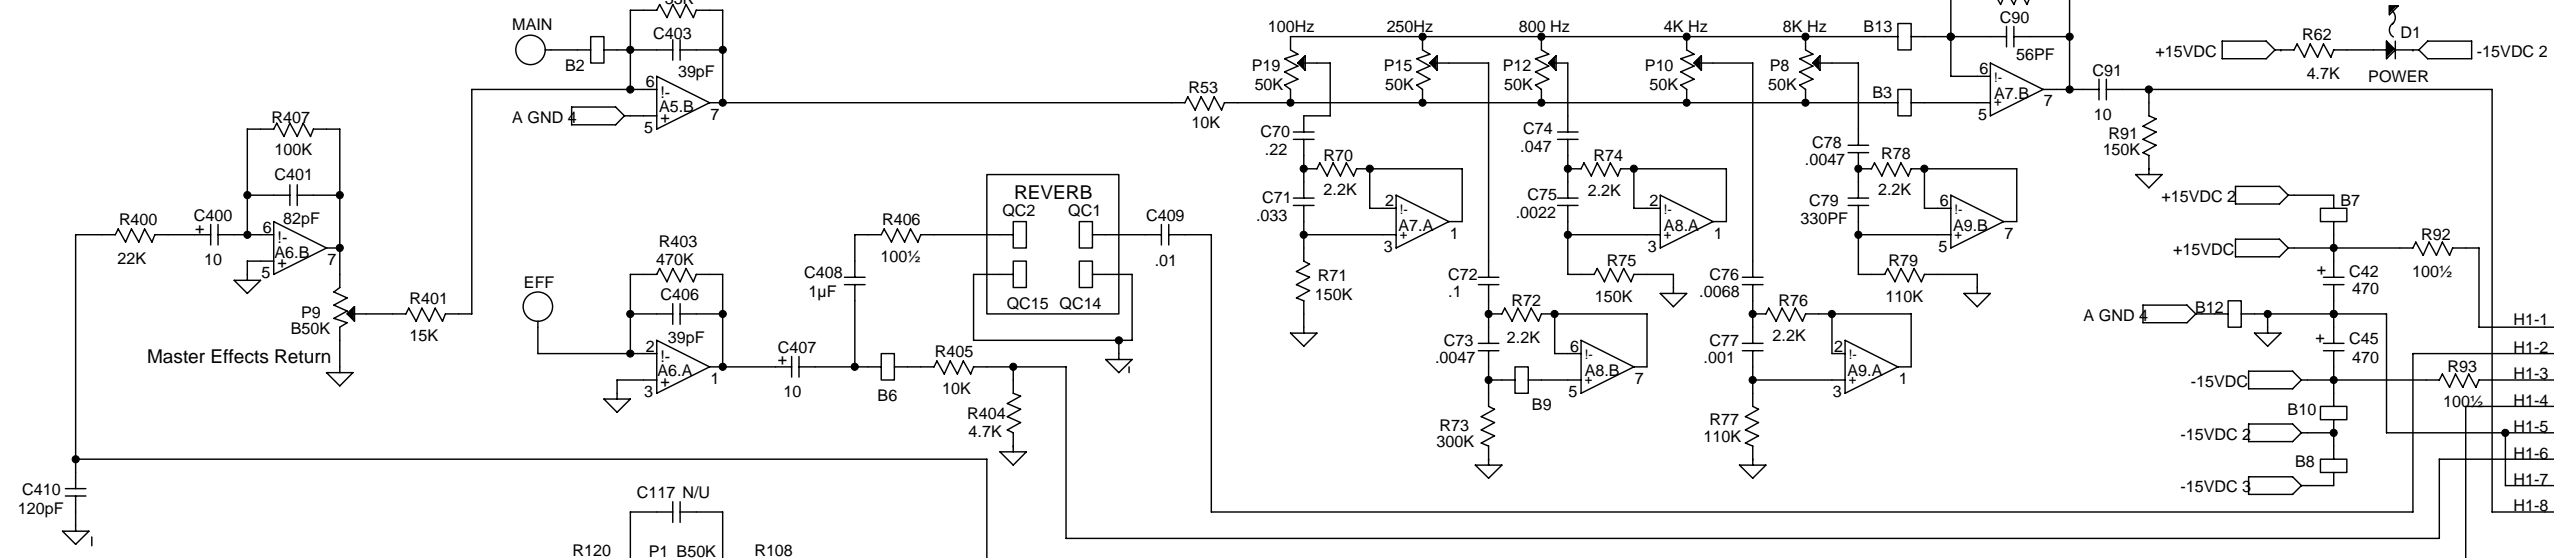 MAIN
B2
C403
39pF
6
!-
A5.B
+
5
7
A GND 4
R407
100K
C401
82pF
6
!-
A6.B
5
7
R400
22K
C400
+
10
P9
B50K
Master Effects Return
R401
15K
EFF
R403
470K
C406
39pF
2
!-
A6.A
+
3
1
C407
+
10
C408
1µF
R406
100½
B6
R405
10K
R404
4.7K
REVERB
QC2
QC1
QC15
QC14
C409
.01
C410
120pF
C117 N/U
R120
P1 B50K
R108
R53
10K
100Hz
250Hz
800 Hz
4K Hz
8K Hz
B13
P19
50K
P15
50K
P12
50K
P10
50K
P8
50K
B3
C70
.22
R70
2.2K
C71
.033
2
!-
A7.A
+
3
1
R71
150K
C72
.1
R72
2.2K
C73
.0047
6
!-
A8.B
+
5
7
B9
R73
300K
C74
.047
R74
2.2K
C75
.0022
2
!-
A8.A
+
3
1
R75
150K
C76
.0068
R76
2.2K
C77
.001
2
!-
A9.A
+
3
1
R77
110K
C78
.0047
R78
2.2K
C79
330PF
6
!-
A9.B
+
5
7
R79
110K
C90
56PF
6
!-
A7.B
+
5
7
C91
10
R91
150K
+15VDC
R62
4.7K
D1
POWER
-15VDC 2
+15VDC 2
B7
+15VDC
R92
100½
+
C42
470
A GND 4
B12
+
C45
470
-15VDC
R93
100½
B10
-15VDC 2
B8
-15VDC 3
H1-1
H1-2
H1-3
H1-4
H1-5
H1-6
H1-7
H1-8